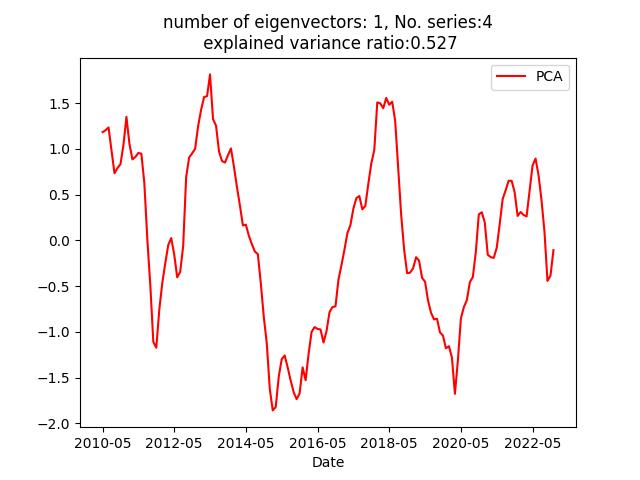 number of eigenvectors: 1, No. series:4
explained variance ratio:0.527
PCA
1.5
1.0
0.5
0.0
−0.5
−1.0
−1.5
−2.0
2010-05 2012-05 2014-05 2016-05 2018-05 2020-05 2022-05
Date